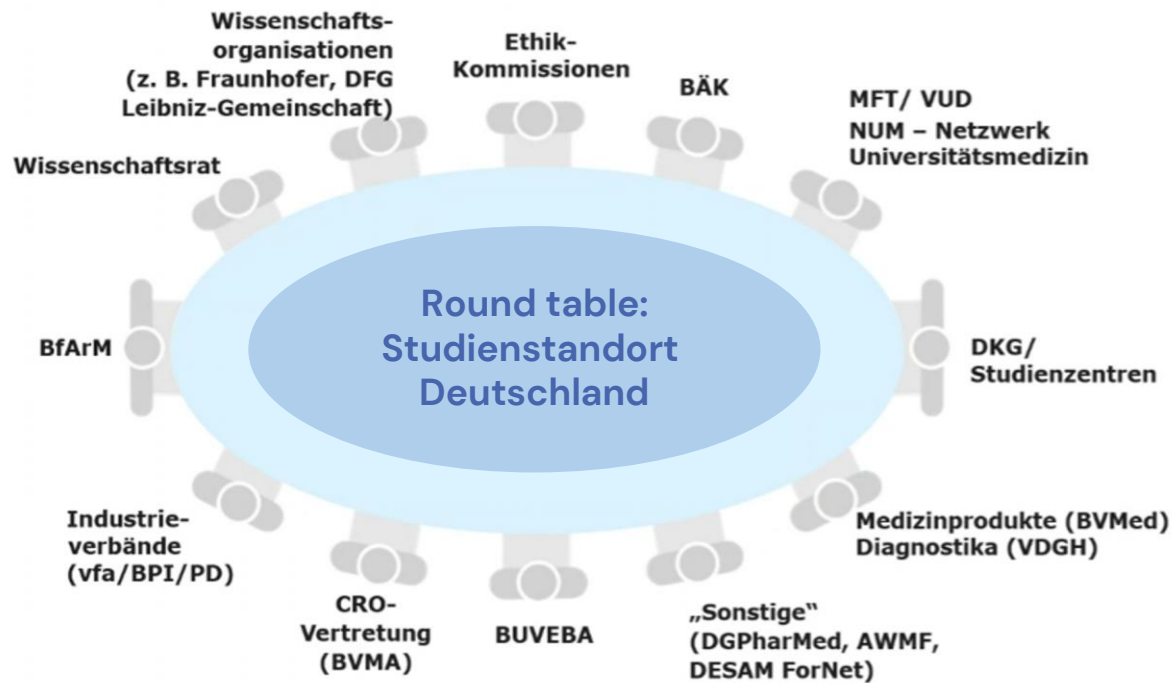 Wissenschafts-
organisationen
(z. B. Fraunhofer, DFG
Leibniz-Gemeinschaft)
Ethik-
Kommissionen
BÄK
MFT/ VUD
NUM – Netzwerk
Universitätsmedizin
Wissenschaftsrat
Round table:
Studienstandort
Deutschland
BfArM
DKG/
Studienzentren
Industrie-
verbände
(vfa/BPI/PD)
CRO-
Vertretung
(BVMA)
BUVEBA
„Sonstige“
(DGPharMed, AWMF,
DESAM ForNet)
Medizinprodukte (BVMed)
Diagnostika (VDGH)